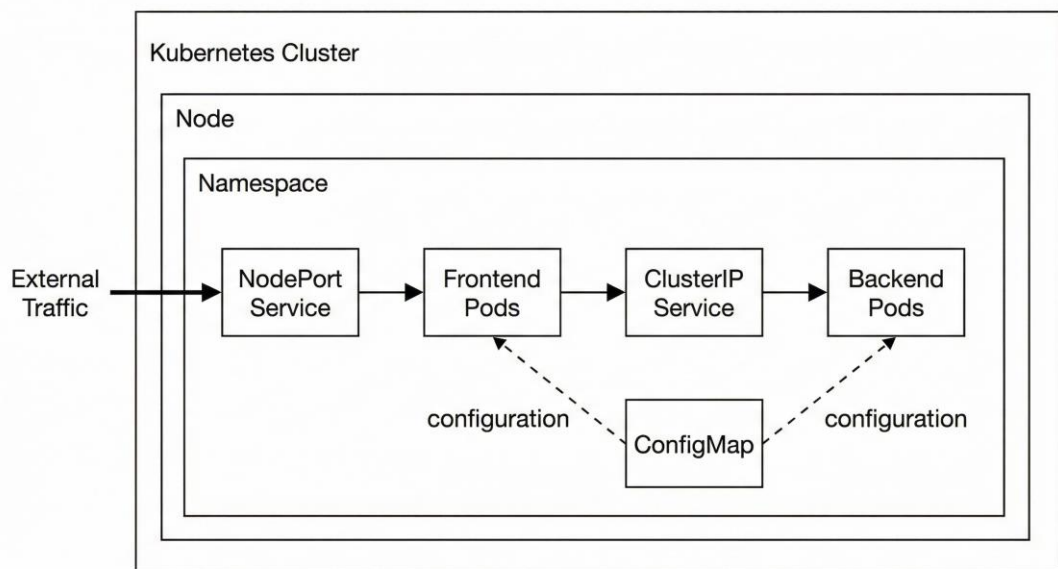 Kubernetes Cluster
Node
Namespace
External
Traffic
NodePort
Service
Frontend
Pods
ClusterIP
Service
Backend
Pods
configuration
ConfigMap
configuration